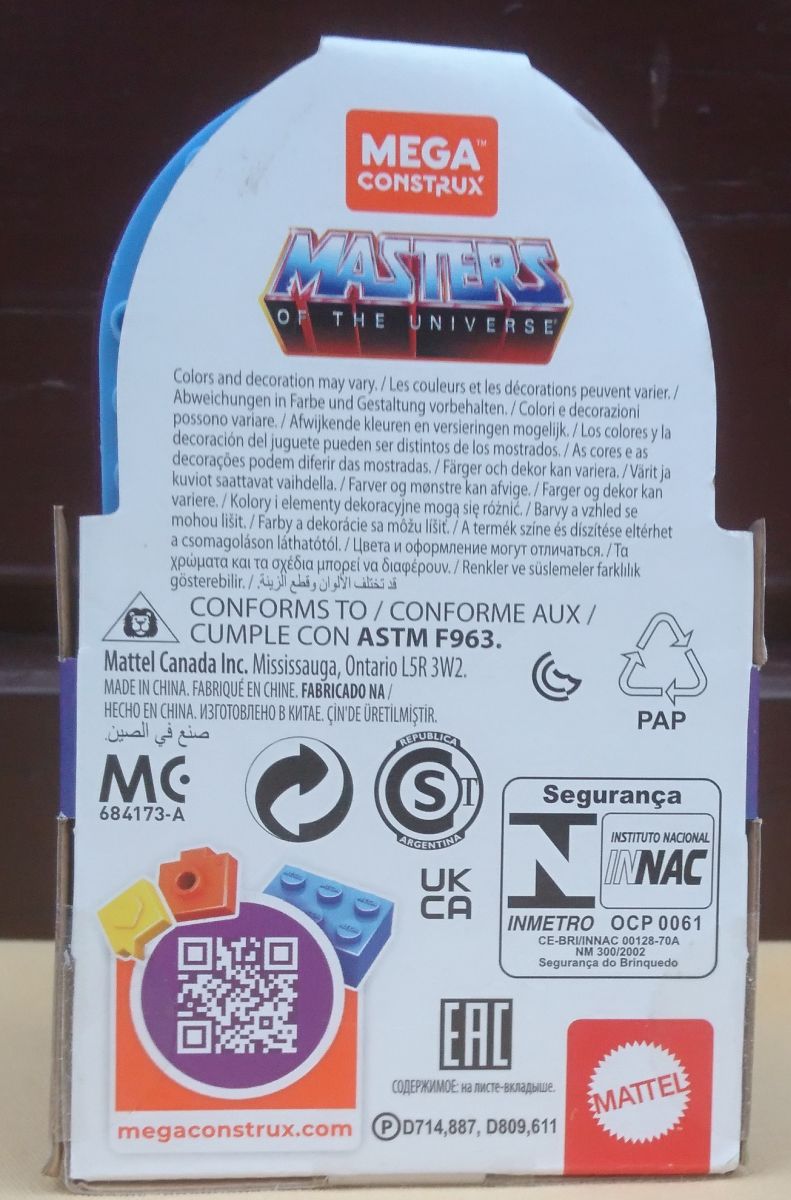 MEGA™
CONSTRUX
MASTERS
OF THE UNIVERSE
Colors and decoration may vary. / Les couleurs et les décorations peuvent varier. /
Abweichungen in Farbe und Gestaltung vorbehalten. / Colori e decorazioni
possono variare. / Afwijkende kleuren en versieringen mogelijk. / Los colores y la
decoración del juguete pueden ser distintos de los mostrados. / As cores e as
decorações podem diferir das mostradas. / Färger och dekor kan variera. / Värit ja
kuviot saattavat vaihdella. / Farver og mønstre kan afvige. / Farger og dekor kan
variere. / Kolory i elementy dekoracyjne mogą się różnić. / Barvy a vzhled se
mohou lišit. / Farby a dekorácie sa môžu líšiť. / A termék színe és díszítése eltérhet
a csomagoláson láthatótól. / Цвета и оформление могут отличаться. / Τα
χρώματα και τα σχέδια μπορεί να διαφέρουν. / Renkler ve süslemeler farklılık
gösterebilir. / قد تختلف الألوان وقطع الزينة.
CONFORMS TO / CONFORME AUX /
CUMPLE CON ASTM F963.
Mattel Canada Inc. Mississauga, Ontario L5R 3W2.
MADE IN CHINA. FABRIQUÉ EN CHINE. FABRICADO NA /
HECHO EN CHINA. ИЗГОТОВЛЕНО В КИТАЕ. ÇİN'DE ÜRETİLMİŞTİR.
صنع في الصين.
PAP
MC
684173-A
REPUBLICA
S T
ARGENTINA
UK
CA
Segurança
INSTITUTO NACIONAL
INNAC
INMETRO OCP 0061
CE-BRI/INNAC 00128-70A
NM 300/2002
Segurança do Brinquedo
EAC
СОДЕРЖИМОЕ: на листе-вкладыше.
megaconstrux.com
Ⓟ D714,887, D809,611
MATTEL